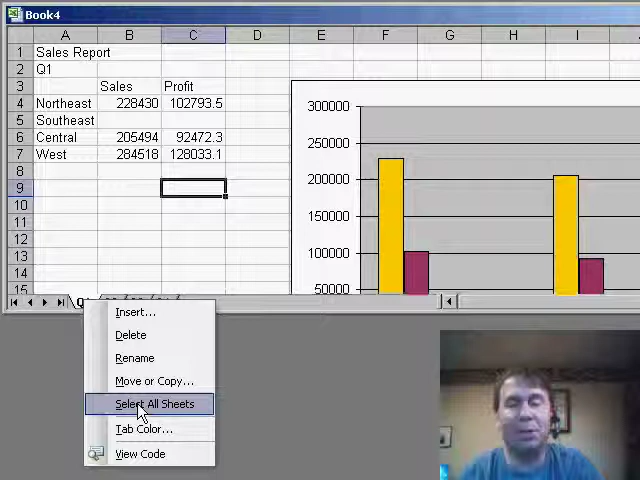 Book4
A B C D E F G H I
1 Sales Report
2 Q1
3 Sales Profit
4 Northeast 228430 102793.5
5 Southeast
6 Central 205494 92472.3
7 West 284518 128033.1
8
9
10
11
12
13
14
15
300000
250000
200000
150000
100000
50000
Insert...
Delete
Rename
Move or Copy...
Select All Sheets
Tab Color...
View Code